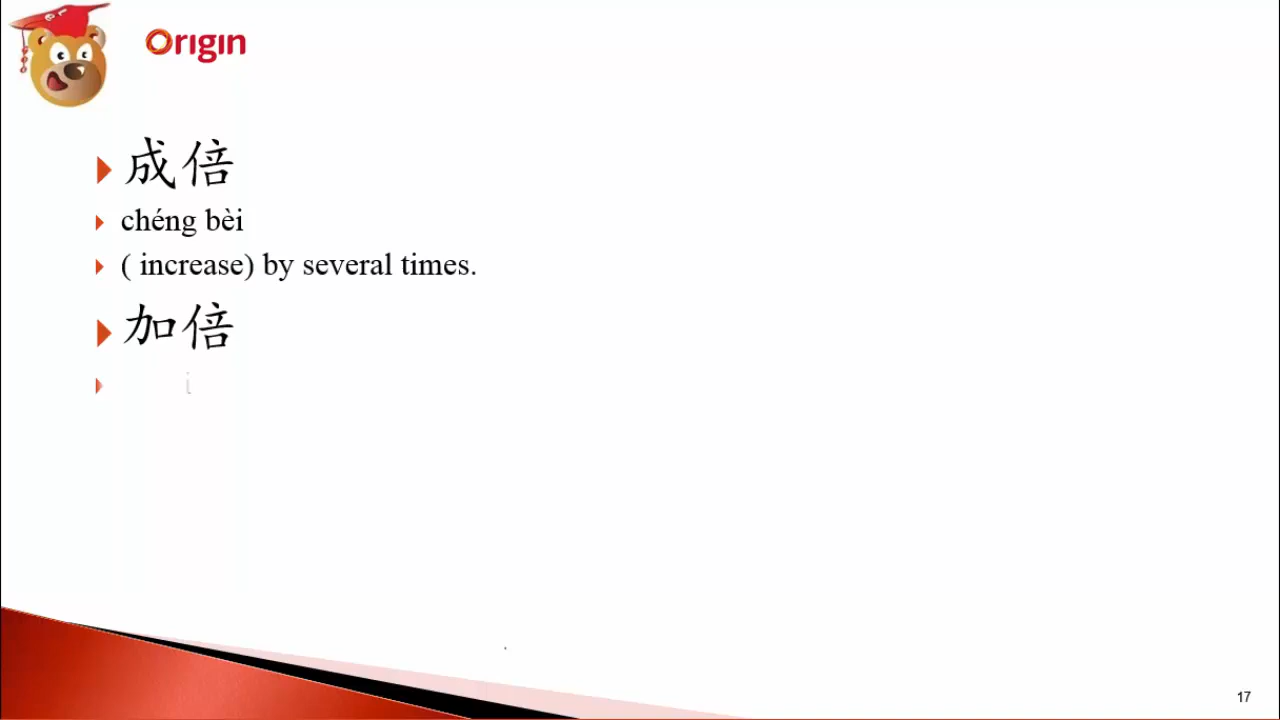 Origin
成倍
chéng bèi
( increase) by several times.
加倍
17